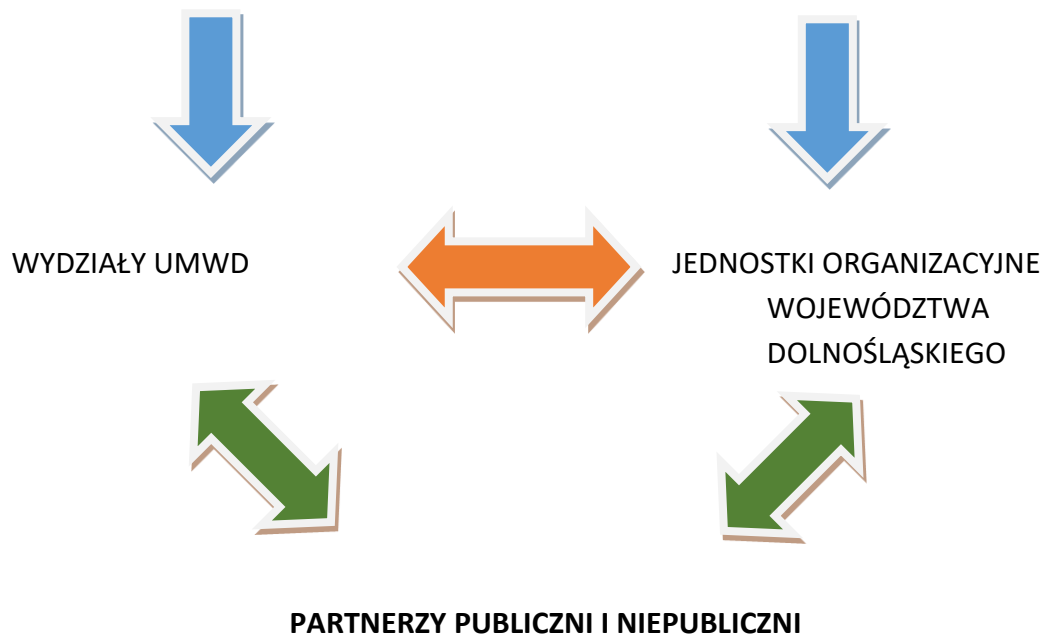 WYDZIAŁY UMWD
JEDNOSTKI ORGANIZACYJNE
WOJEWÓDZTWA
DOLNOŚLĄSKIEGO
PARTNERZY PUBLICZNI I NIEPUBLICZNI